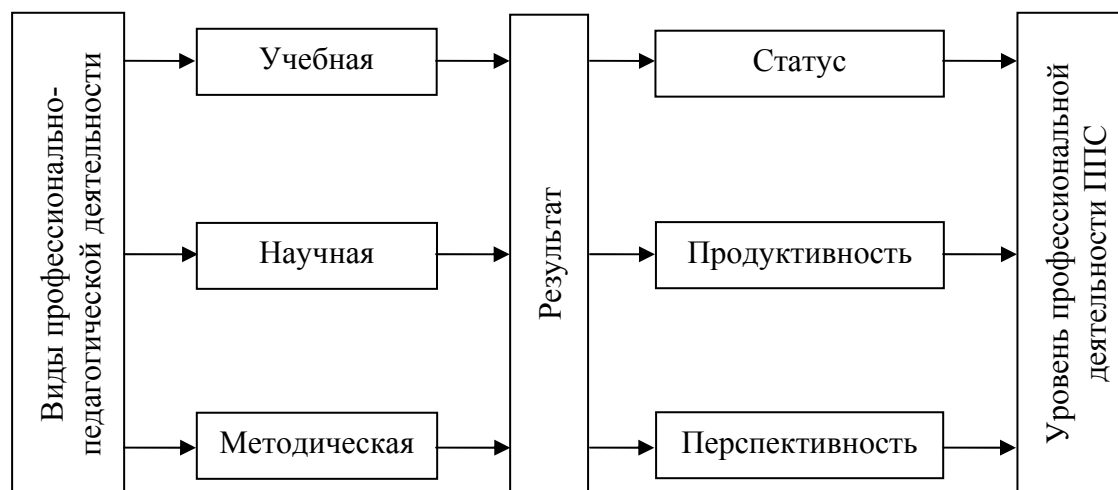 Виды профессионально-
педагогической деятельности
Учебная
Научная
Методическая
Результат
Статус
Продуктивность
Перспективность
Уровень профессиональной
деятельности ППС